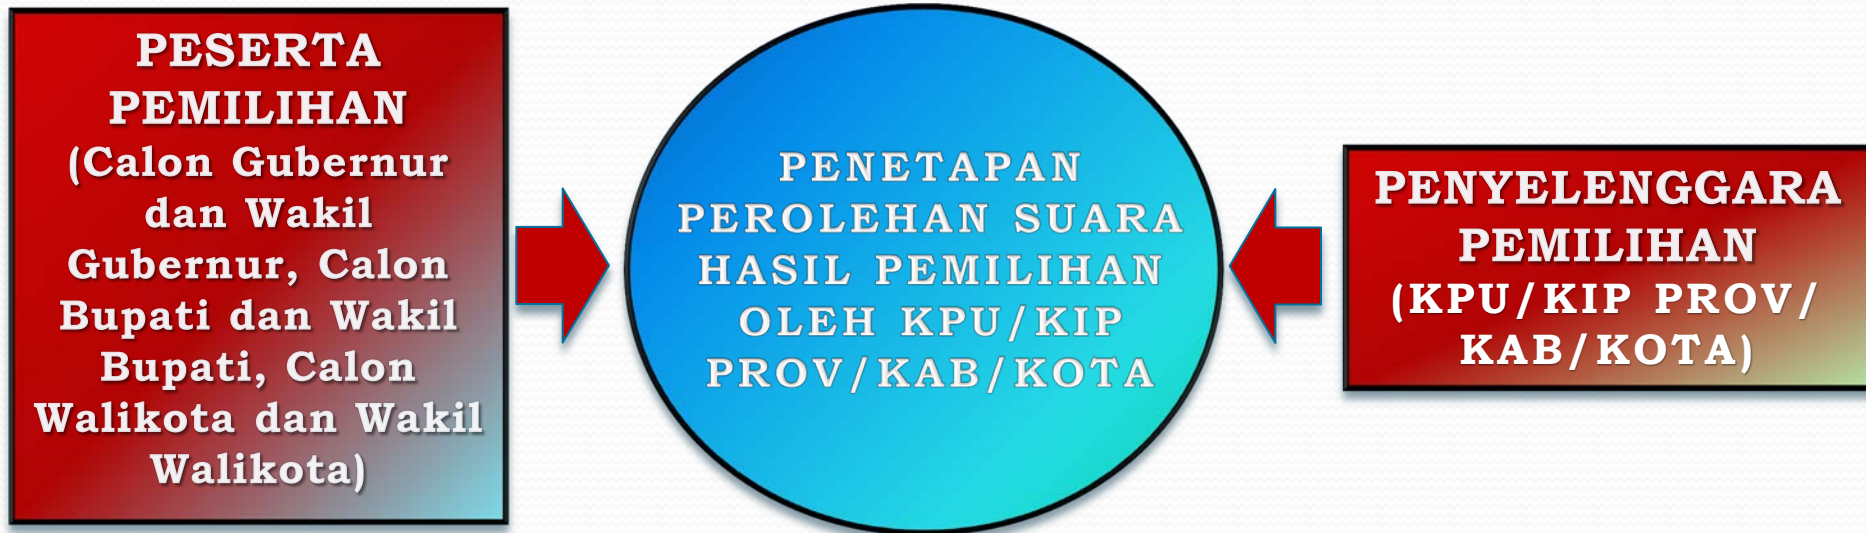 PESERTA
PEMILIHAN
(Calon Gubernur
dan Wakil
Gubernur, Calon
Bupati dan Wakil
Bupati, Calon
Walikota dan Wakil
Walikota)
PENETAPAN
PEROLEHAN SUARA
HASIL PEMILIHAN
OLEH KPU/KIP
PROV/KAB/KOTA
PENYELENGGARA
PEMILIHAN
(KPU/KIP PROV/
KAB/KOTA)